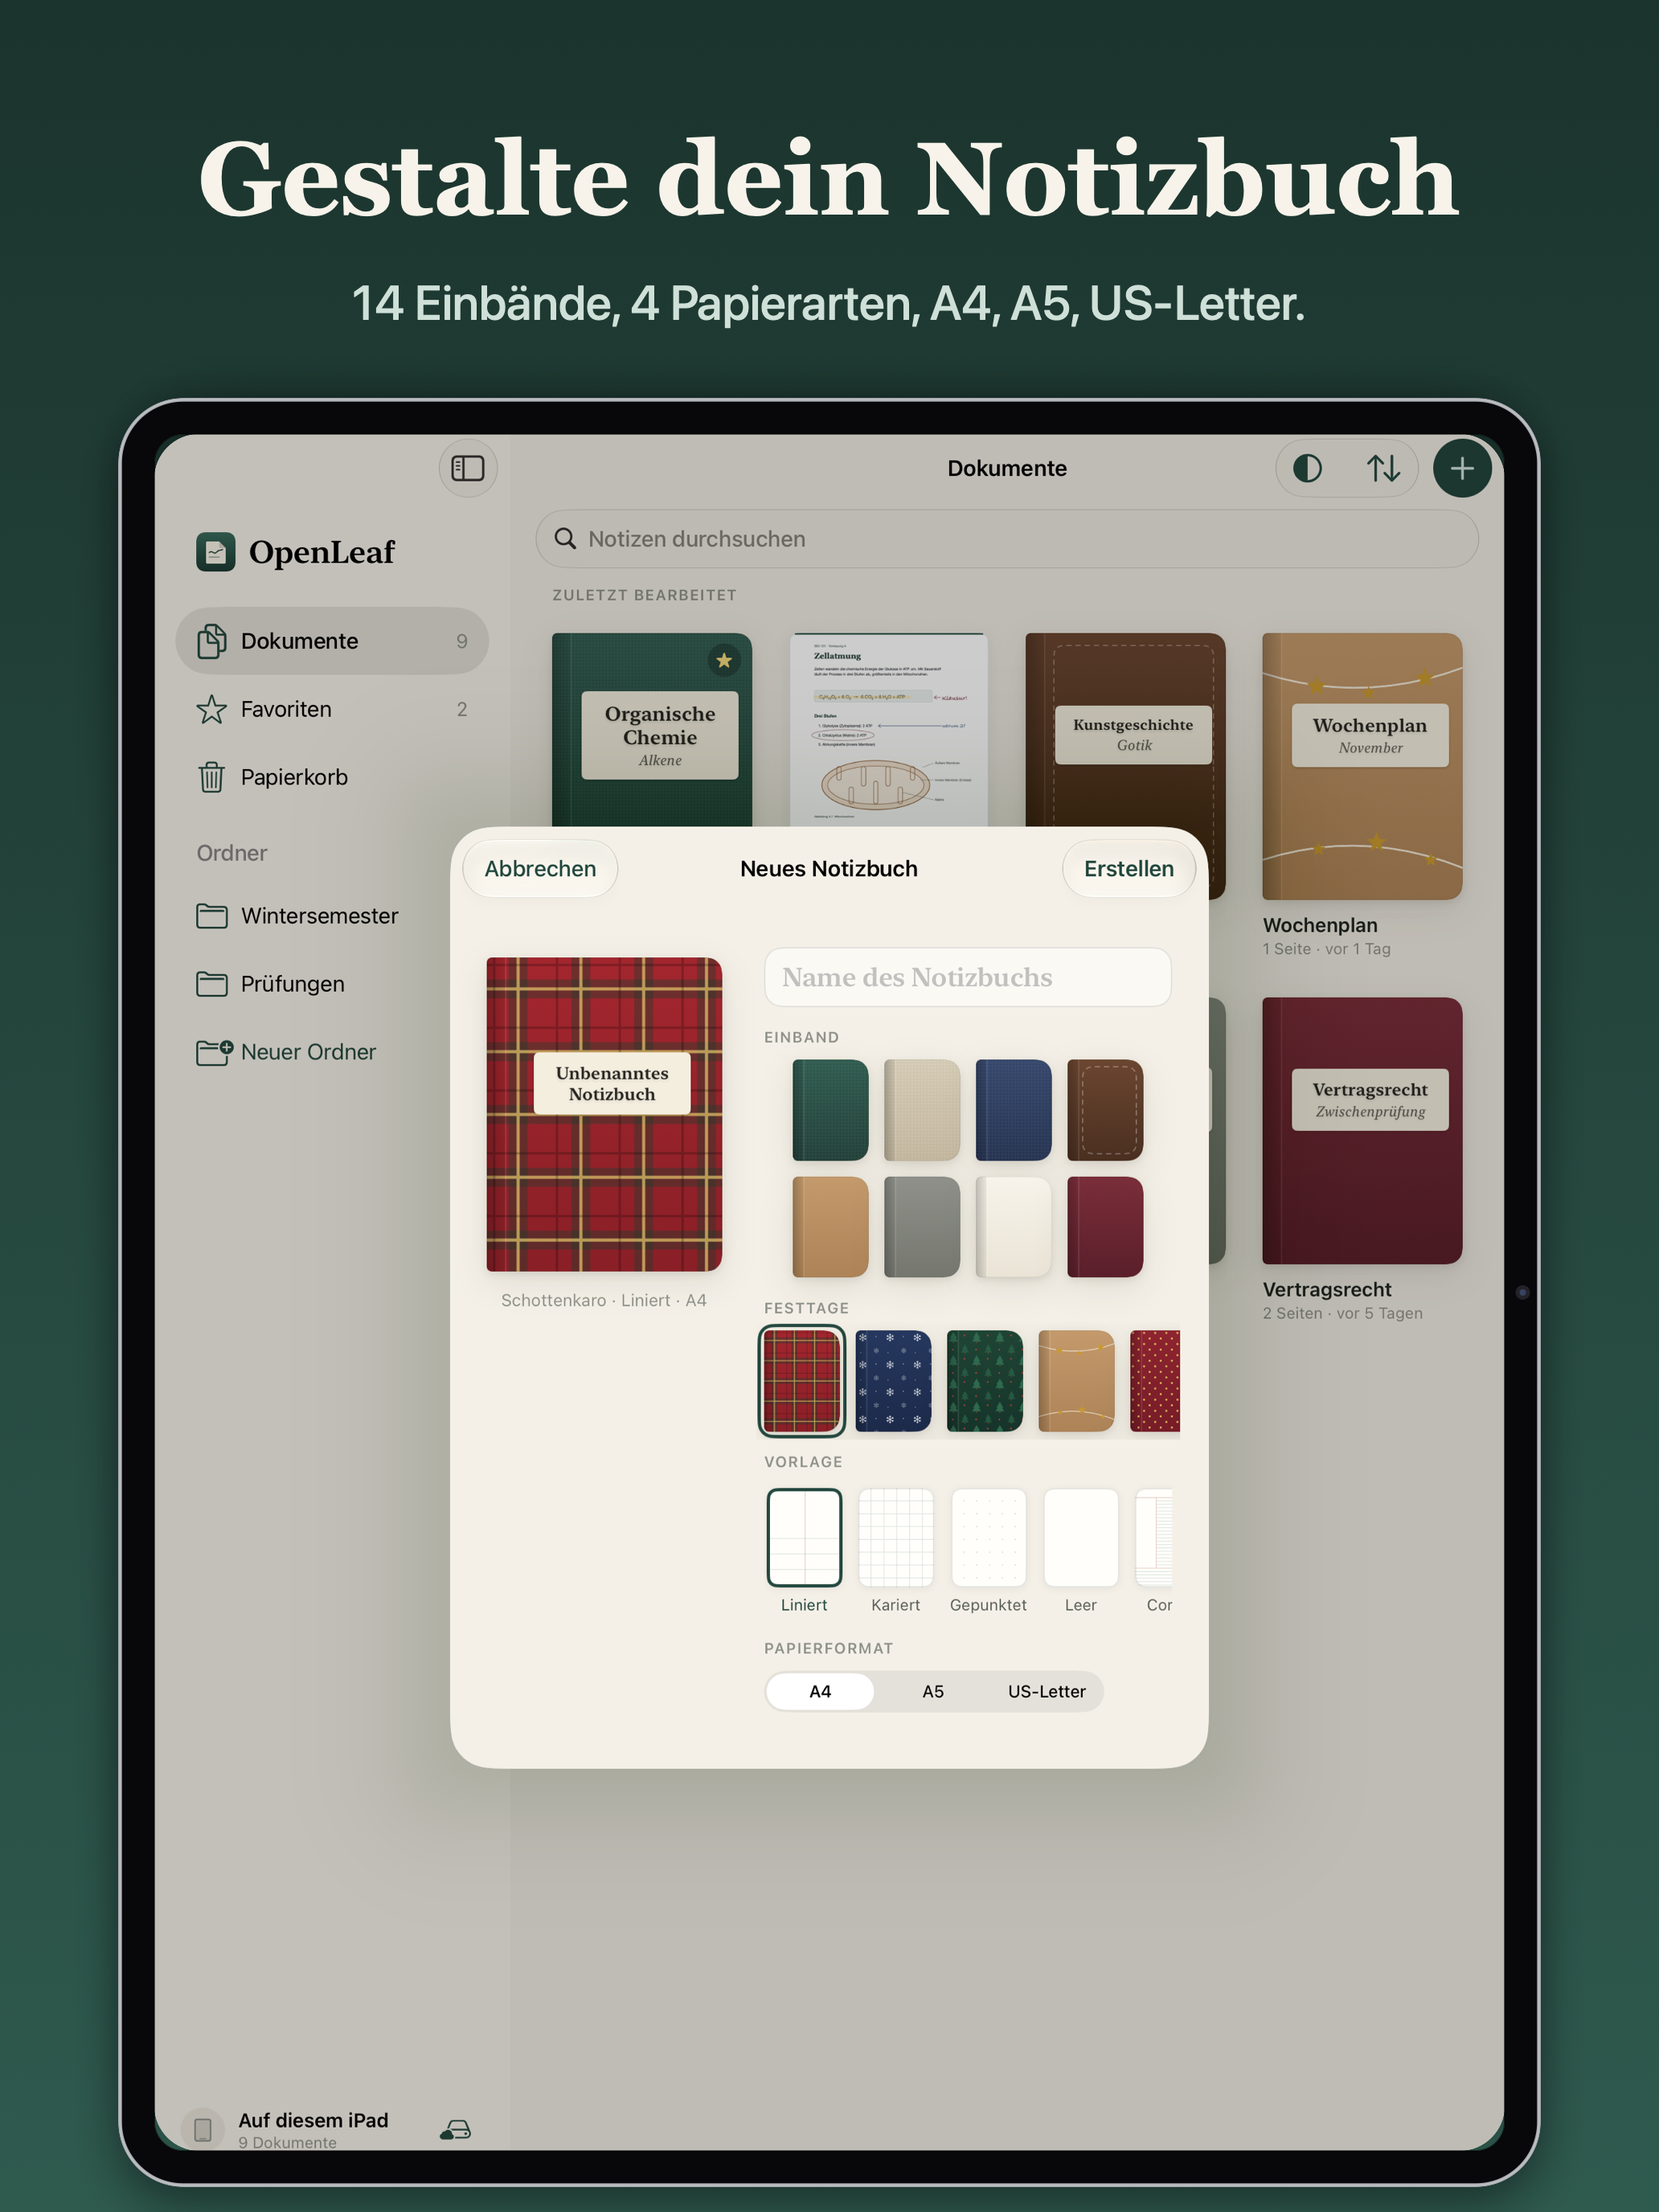 Gestalte dein Notizbuch
14 Einbände, 4 Papierarten, A4, A5, US-Letter.
Dokumente
OpenLeaf
Notizen durchsuchen
ZULETZT BEARBEITET
Dokumente 9
Favoriten 2
Papierkorb
Ordner
Wintersemester
Prüfungen
Neuer Ordner
Organische
Chemie
Alkene
Zellatmung
Kunstgeschichte
Gotik
Wochenplan
November
Wochenplan
1 Seite · vor 1 Tag
Vertragsrecht
Zwischenprüfung
Vertragsrecht
2 Seiten · vor 5 Tagen
Abbrechen
Neues Notizbuch
Erstellen
Unbenanntes
Notizbuch
Schottenkaro · Liniert · A4
Name des Notizbuchs
EINBAND
FESTTAGE
VORLAGE
Liniert
Kariert
Gepunktet
Leer
Cor
PAPIERFORMAT
A4
A5
US-Letter
Auf diesem iPad
9 Dokumente